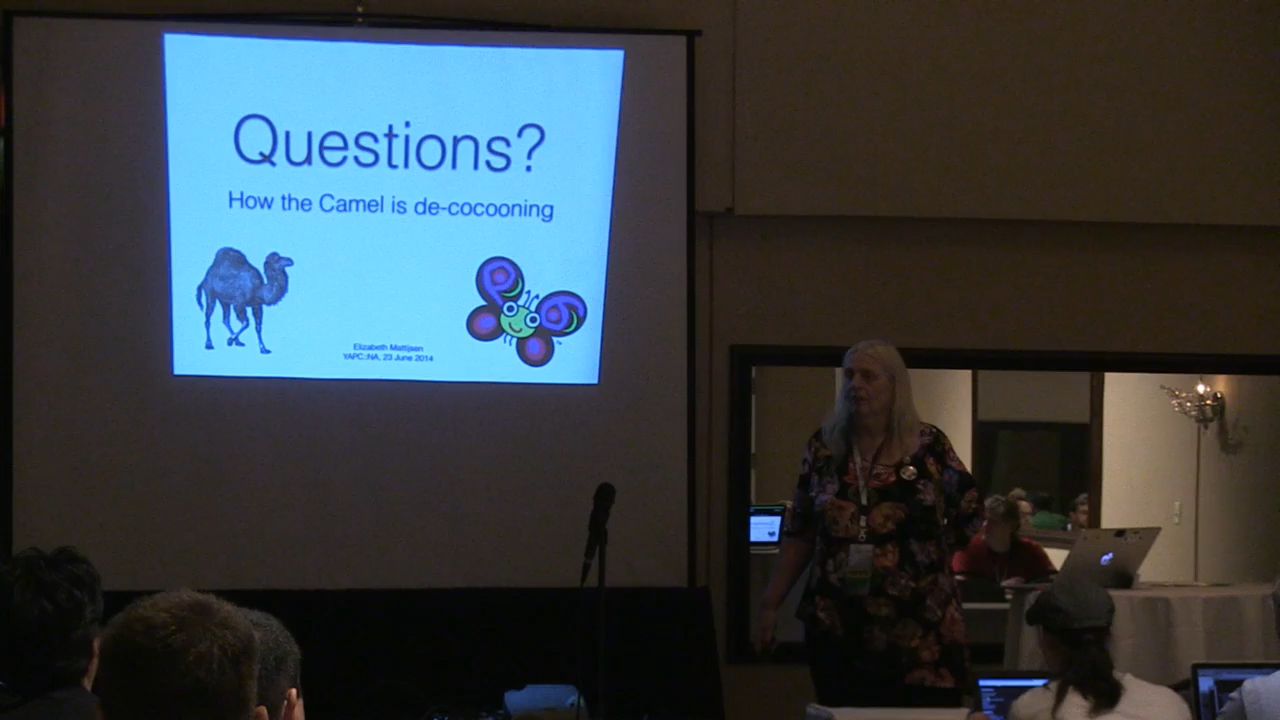 Questions?
How the Camel is de-cocooning
Elizabeth Mattijsen
YAPC::NA, 23 June 2014